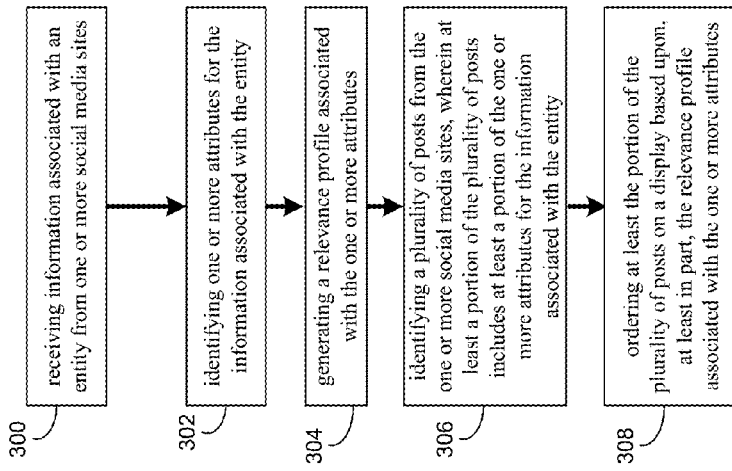 300
receiving information associated with an
entity from one or more social media sites
302
identifying one or more attributes for the
information associated with the entity
304
generating a relevance profile associated
with the one or more attributes
306
identifying a plurality of posts from the
one or more social media sites, wherein at
least a portion of the plurality of posts
includes at least a portion of the one or
more attributes for the information
associated with the entity
308
ordering at least the portion of the
plurality of posts on a display based upon,
at least in part, the relevance profile
associated with the one or more attributes